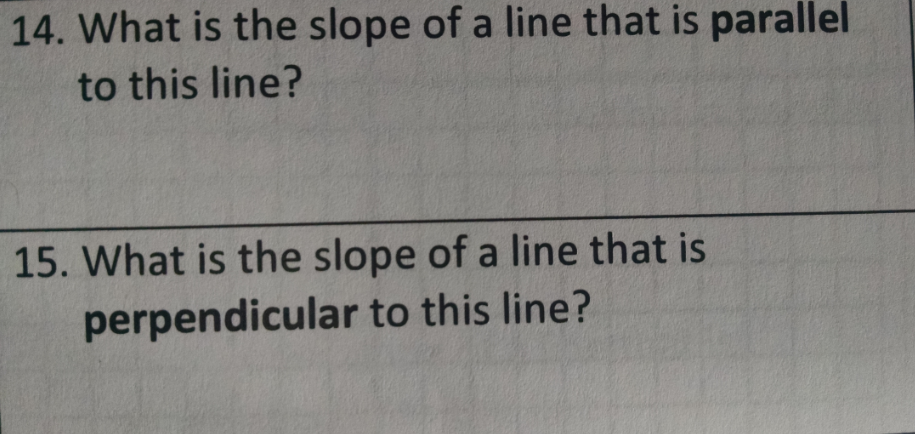 14. What is the slope of a line that is parallel
to this line?
15. What is the slope of a line that is
perpendicular to this line?